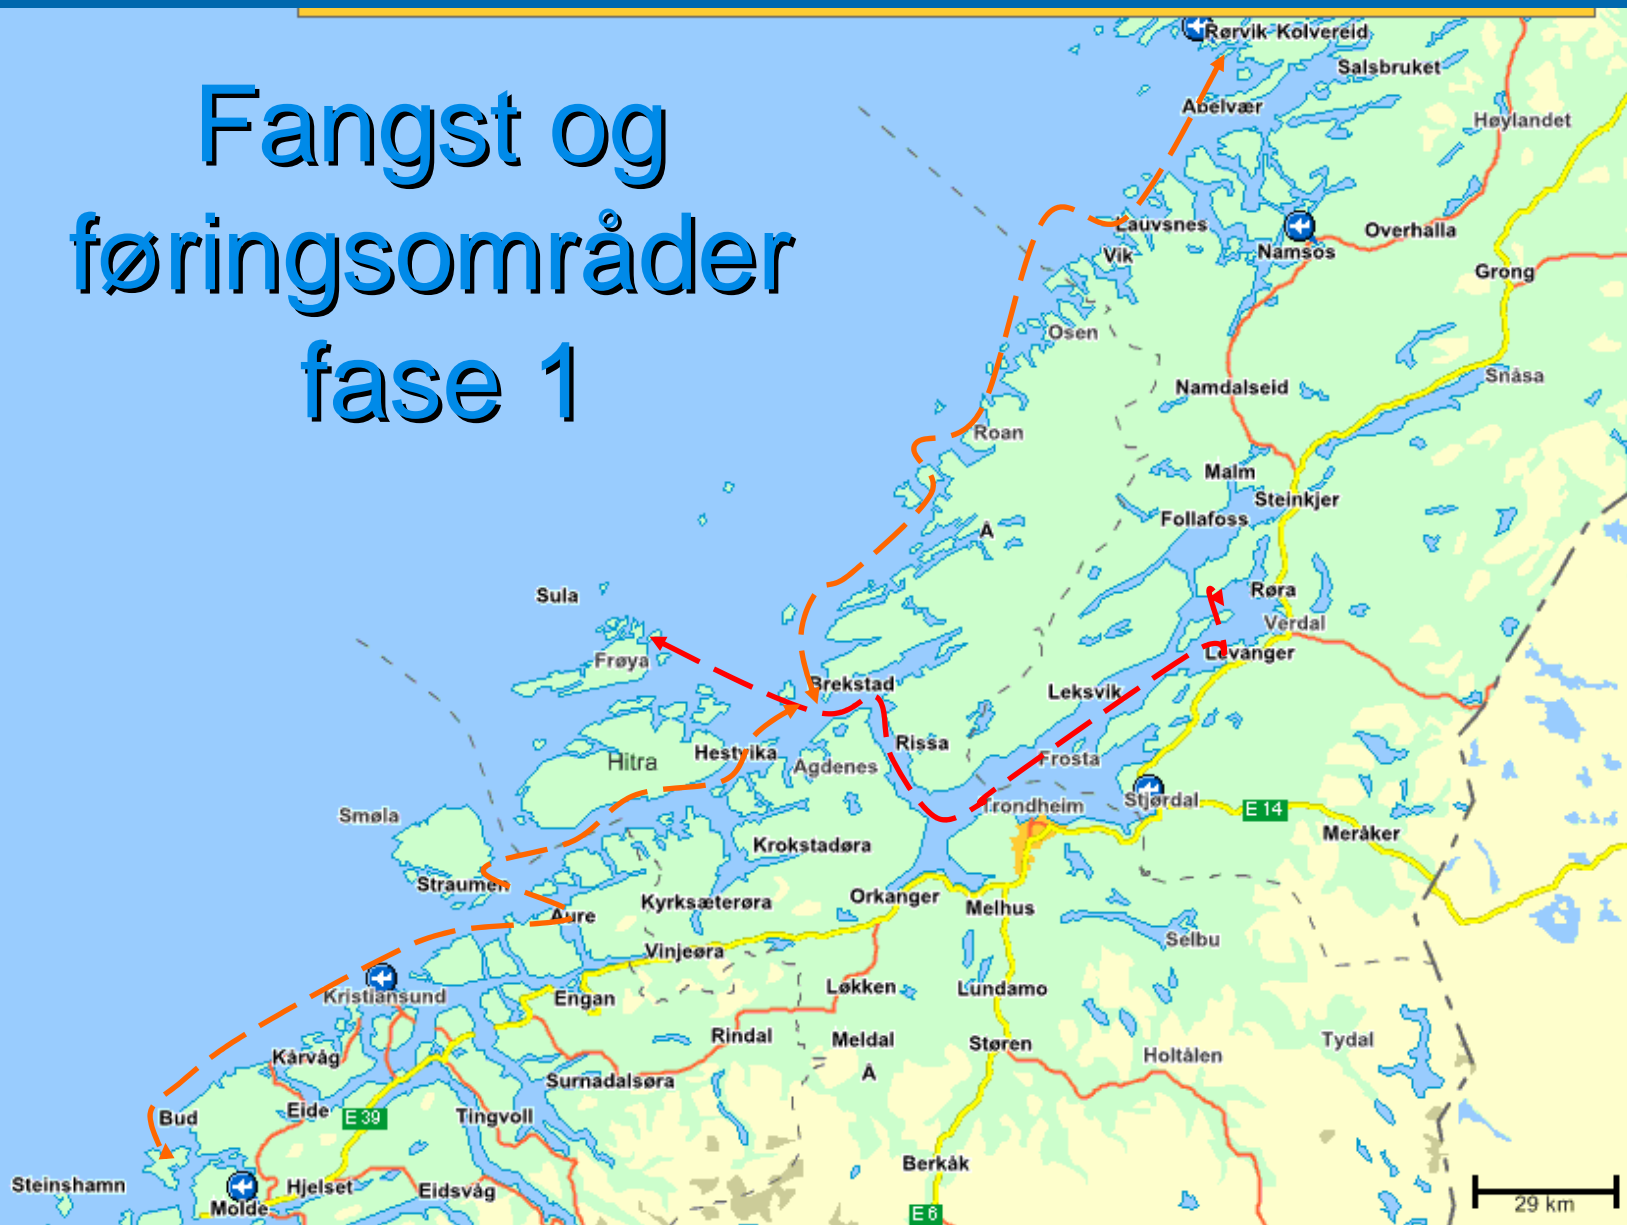 Fangst og
føringsområder
fase 1
Rørvik Kolvereid
Salsbruket
Abelvær
Høylandet
Lauvsnes
Overhalla
Vik
Namsos
Grong
Osen
Snåsa
Namdalseid
Roan
Malm
Steinkjer
Follafoss
Å
Sula
Røra
Verdal
Frøya
Levanger
Brekstad
Leksvik
Rissa
Hestvika
Hitra
Agdenes
Frosta
Trondheim
Stjørdal
E 14
Smøla
Meråker
Krokstadøra
Straumen
Aure
Kyrksæterøra
Orkanger
Melhus
Selbu
Vinjeøra
Kristiansund
Engan
Løkken
Lundamo
Rindal
Meldal
Støren
Tydal
Kårvåg
Holtålen
Å
Surnadalsøra
Bud
Eide
E 39
Tingvoll
Berkåk
Steinshamn
Hjelset
Eidsvåg
Molde
E 6
29 km